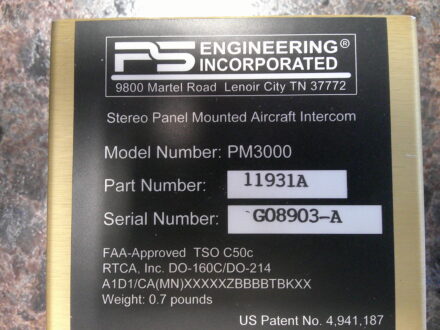 PS ENGINEERING®
INCORPORATED
9800 Martel Road Lenoir City TN 37772
Stereo Panel Mounted Aircraft Intercom
Model Number: PM3000
Part Number: 11931A
Serial Number: G08903-A
FAA-Approved TSO C50c
RTCA, Inc. DO-160C/DO-214
A1D1/CA(MN)XXXXXZBBBBTBKXX
Weight: 0.7 pounds
US Patent No. 4,941,187